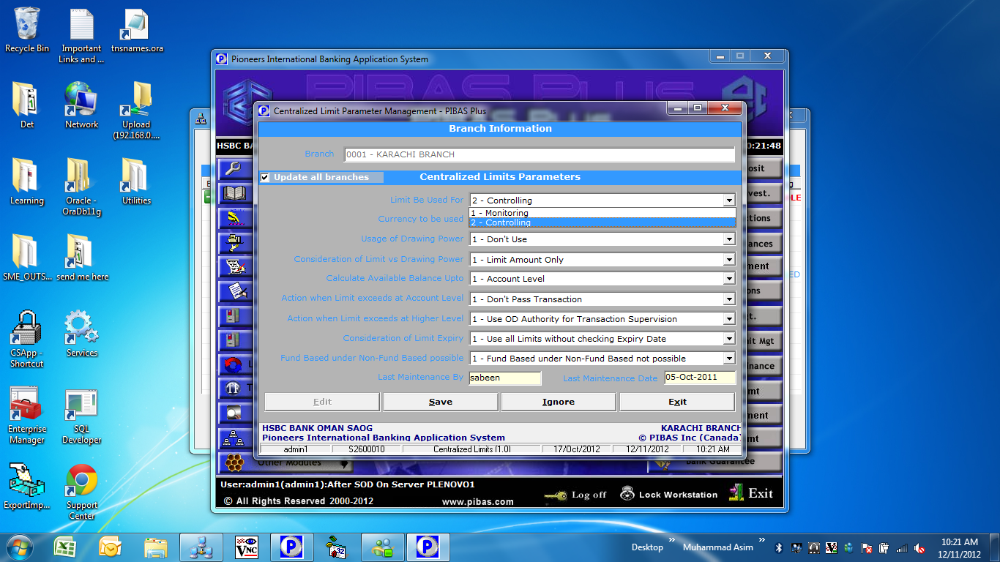 Recycle Bin
Important Links and ...
tnsnames.ora
Det
Network
Upload (192.168.0....
Learning
Oracle - OraDb11g
Utilities
SME_OUTS...
send me here
CSApp - Shortcut
Services
Enterprise Manager
SQL Developer
ExportImp...
Support Center
Pioneers International Banking Application System
PIBAS PLUS
HSBC BA
0:21:48
Centralized Limit Parameter Management - PIBAS Plus
Branch Information
Branch 0001 - KARACHI BRANCH
Update all branches Centralized Limits Parameters
Limit Be Used For 2 - Controlling
1 - Monitoring
2 - Controlling
Currency to be used
Usage of Drawing Power 1 - Don't Use
Consideration of Limit vs Drawing Power 1 - Limit Amount Only
Calculate Available Balance Upto 1 - Account Level
Action when Limit exceeds at Account Level 1 - Don't Pass Transaction
Action when Limit exceeds at Higher Level 1 - Use OD Authority for Transaction Supervision
Consideration of Limit Expiry 1 - Use all Limits without checking Expiry Date
Fund Based under Non-Fund Based possible 1 - Fund Based under Non-Fund Based not possible
Last Maintenance By sabeen Last Maintenance Date 05-Oct-2011
Edit Save Ignore Exit
HSBC BANK OMAN SAOG KARACHI BRANCH
Pioneers International Banking Application System © PIBAS Inc (Canada)
admin1 S2600010 Centralized Limits (1.0) 17/Oct/2012 12/11/2012 10:21 AM
osit
vest.
tions
ances
ment
ons
t.
it Mgt
nance
mt
ment
mt
LE
ED
Other Modules
Bank Guarantee
User:admin1(admin1):After SOD On Server PLENOVO1
© All Rights Reserved 2000-2012
www.pibas.com
Log off
Lock Workstation
Exit
Desktop
Muhammad Asim
10:21 AM
12/11/2012